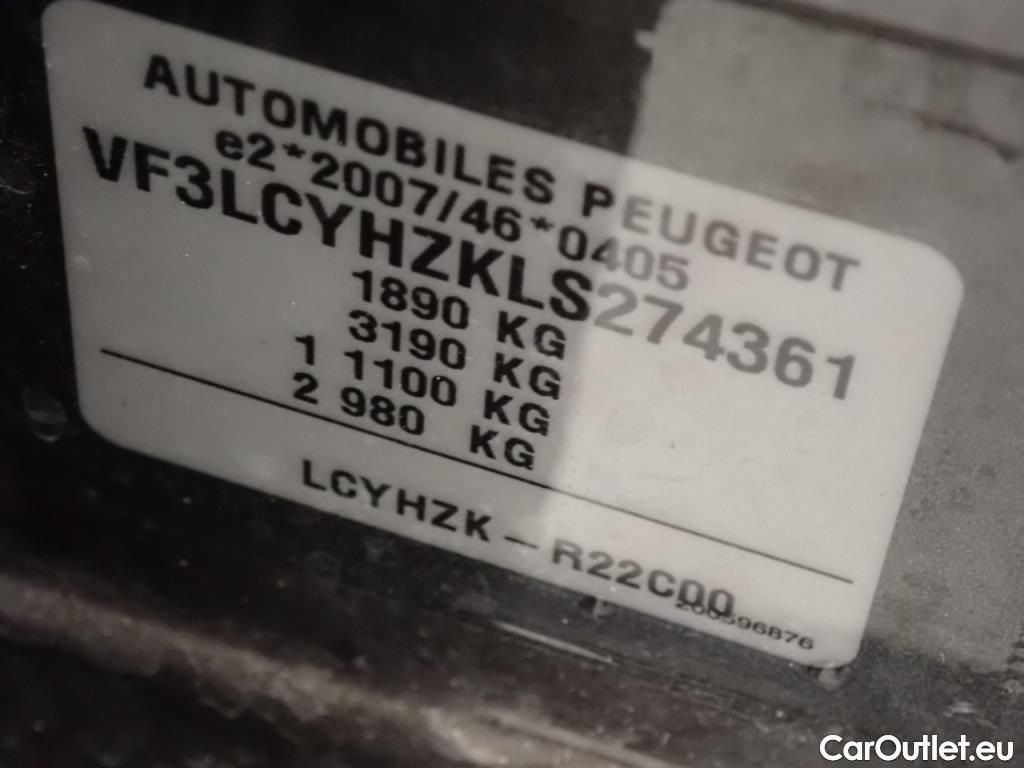 AUTOMOBILES PEUGEOT
e2*2007/46*0405
VF3LCYHZKLS274361
1890 KG
3190 KG
1 1100 KG
2 980 KG
LCYHZK - R22C00
200596876
CarOutlet.eu